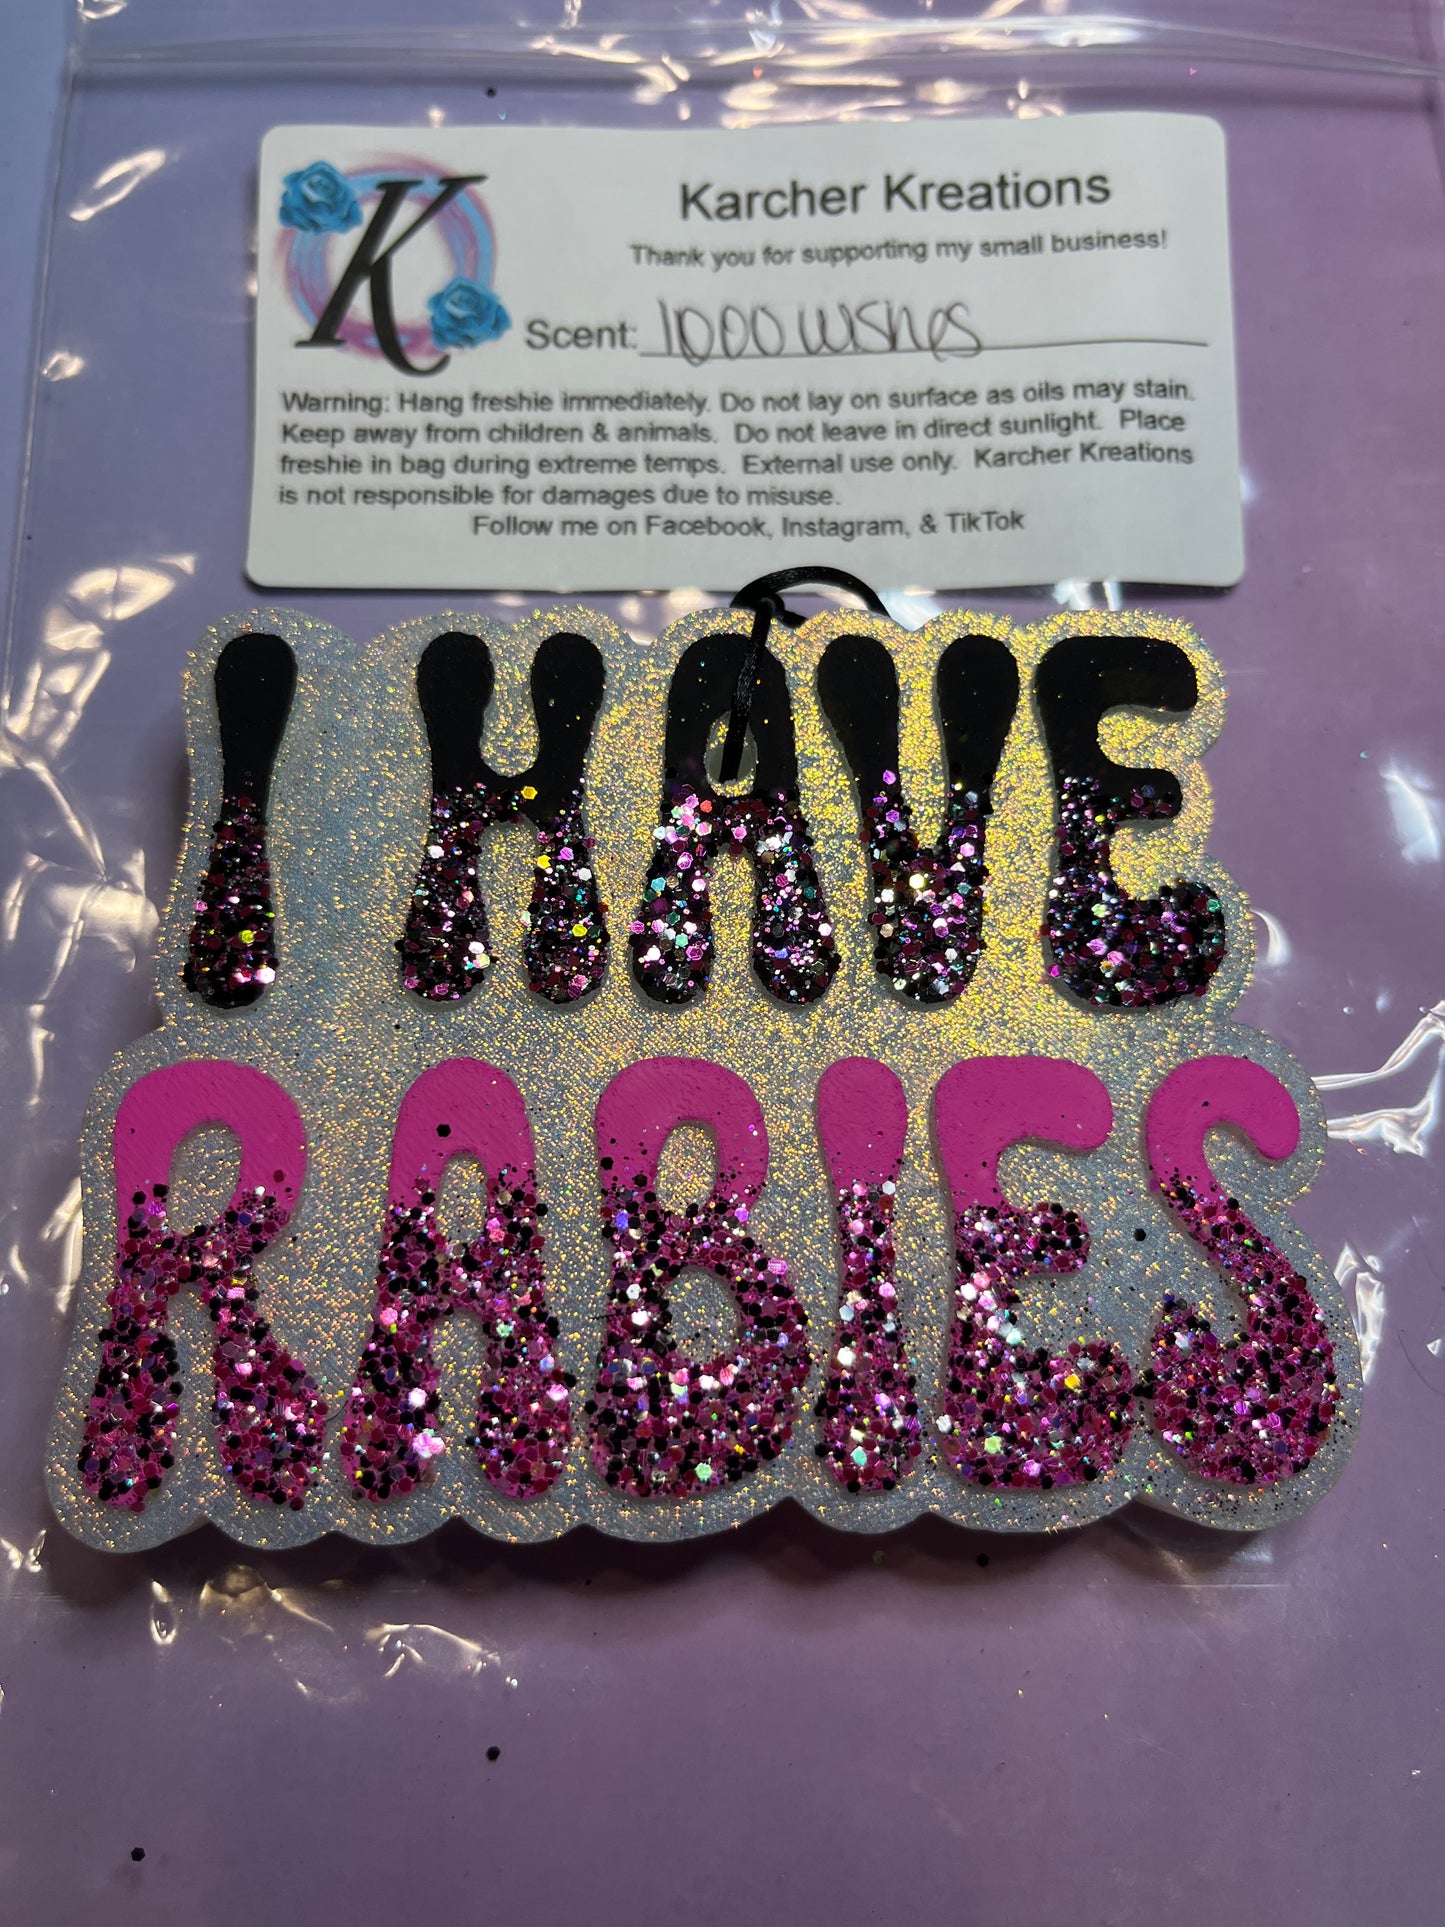 K
Karcher Kreations
Thank you for supporting my small business!
Scent: 1000 wishes
Warning: Hang freshie immediately. Do not lay on surface as oils may stain.
Keep away from children & animals. Do not leave in direct sunlight. Place
freshie in bag during extreme temps. External use only. Karcher Kreations
is not responsible for damages due to misuse.
Follow me on Facebook, Instagram, & TikTok
I HAVE
RABIES